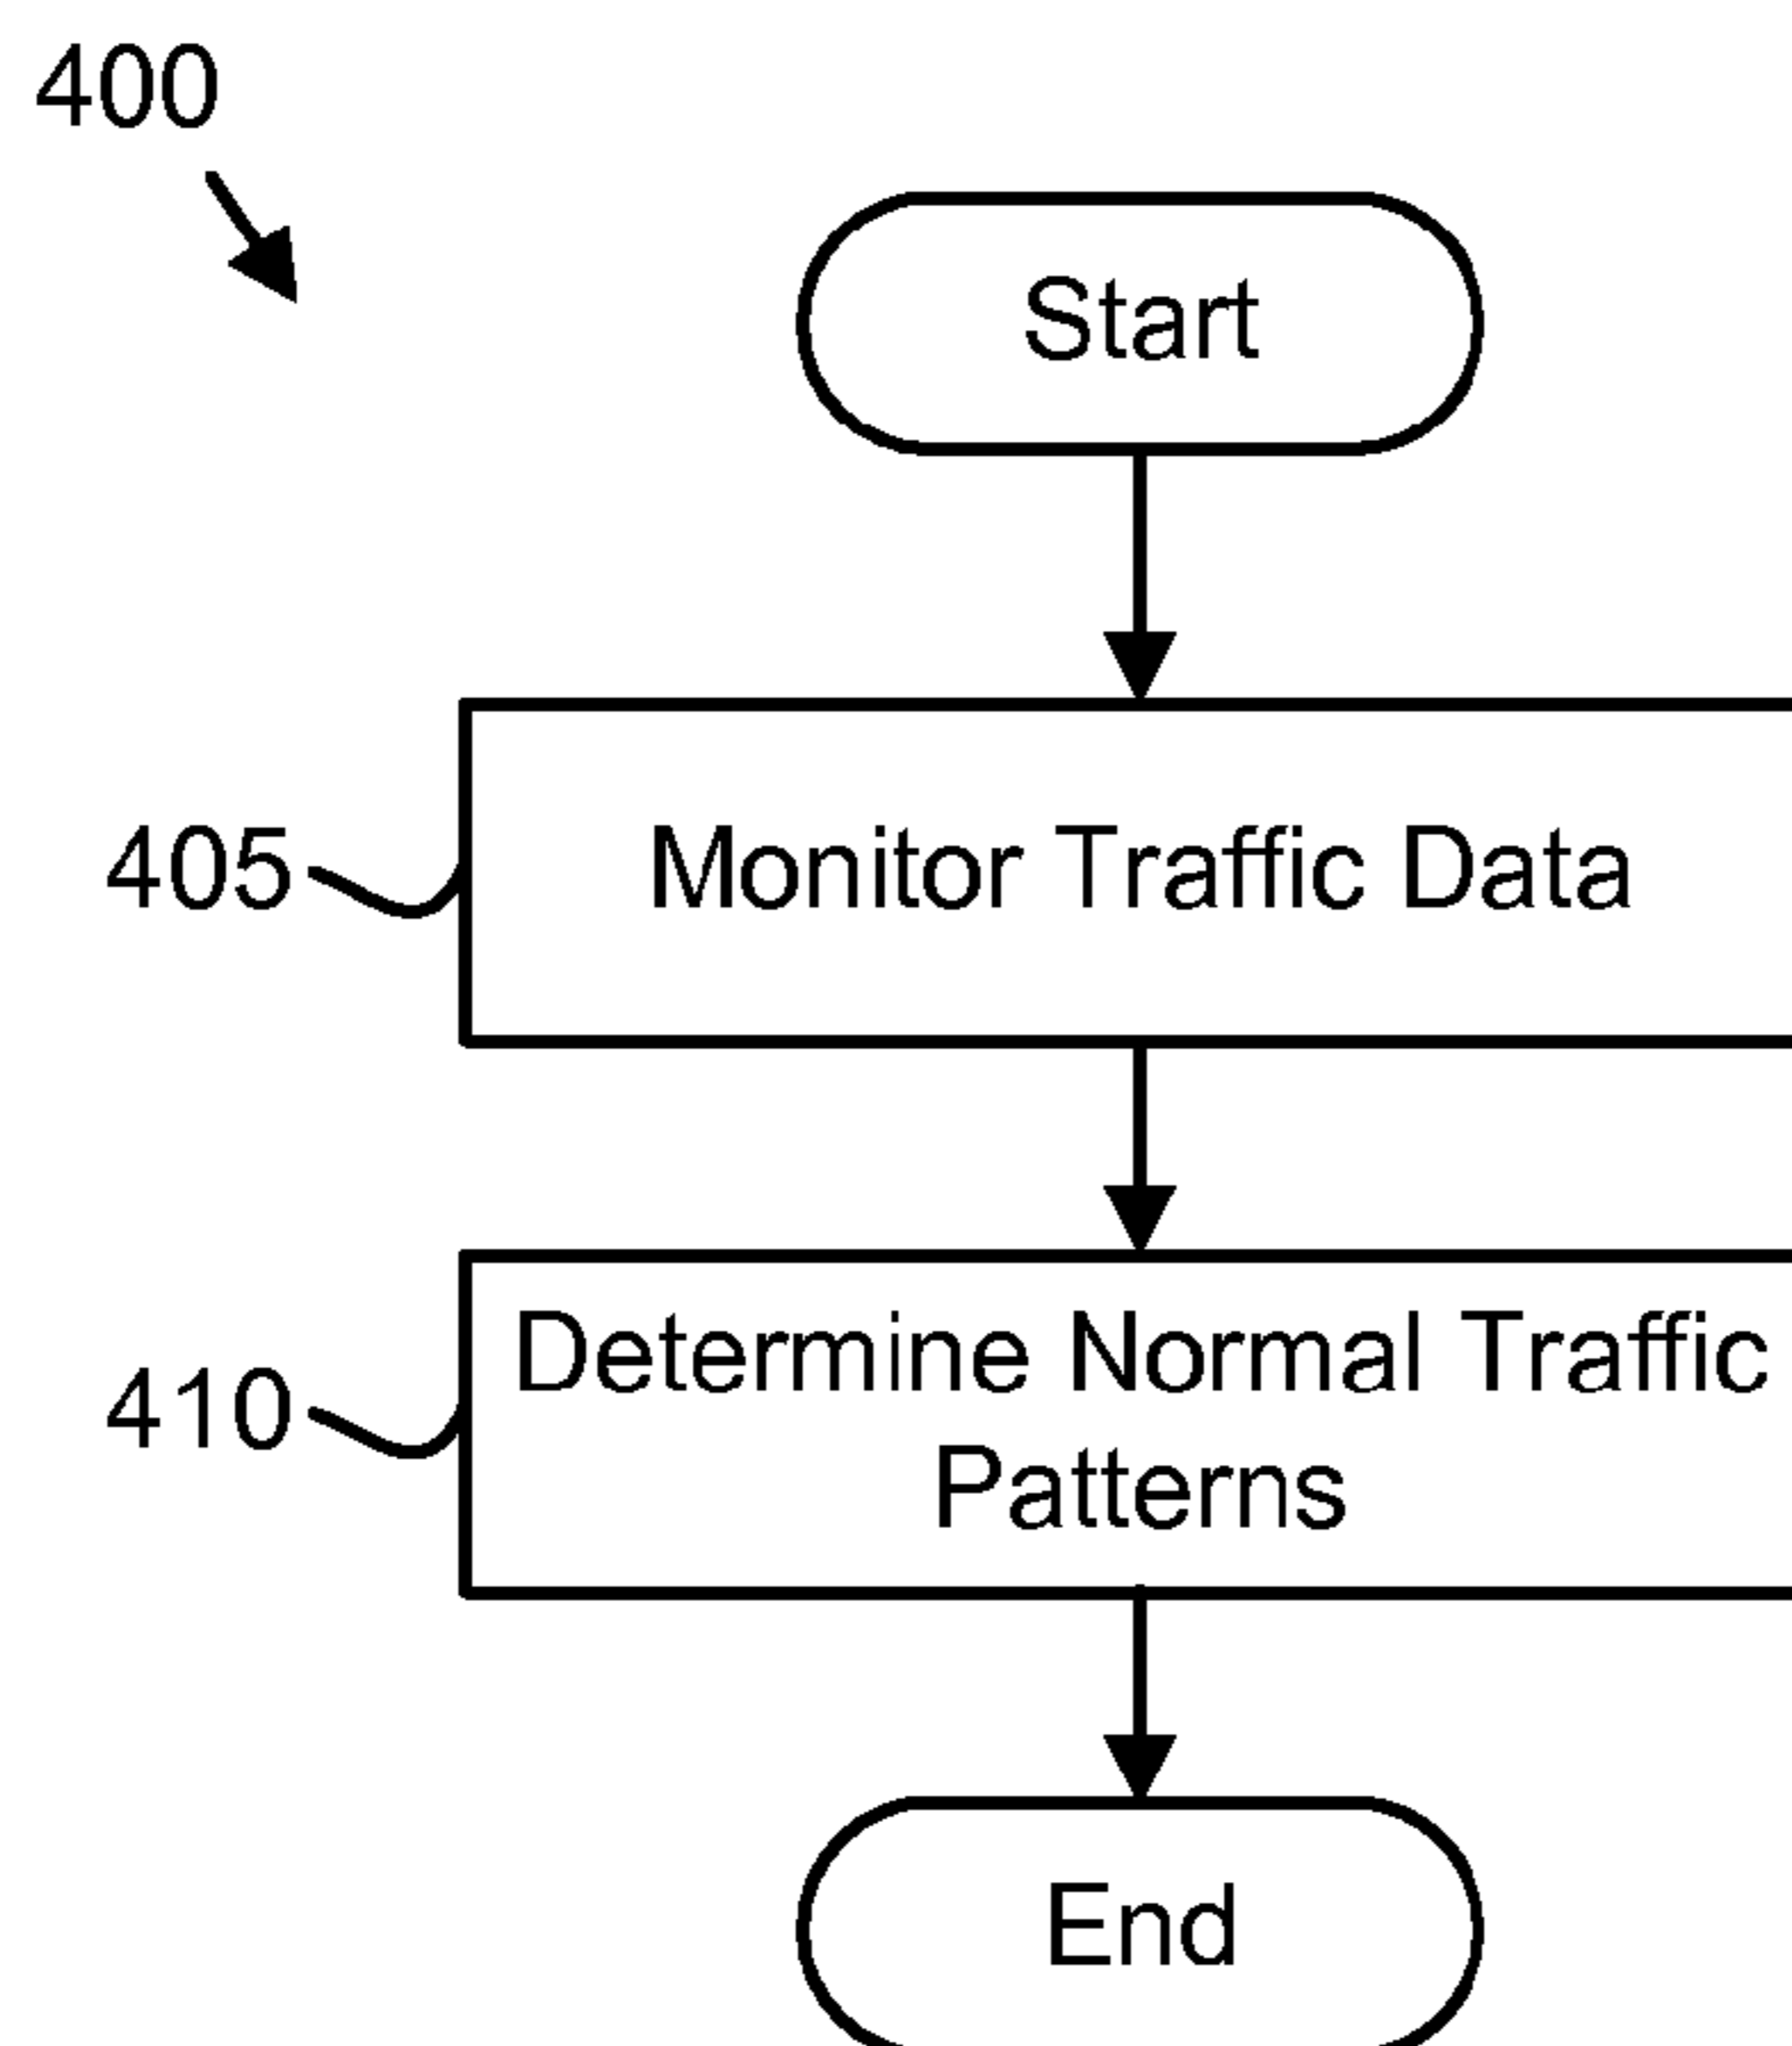 400
Start
405
Monitor Traffic Data
410
Determine Normal Traffic
Patterns
End